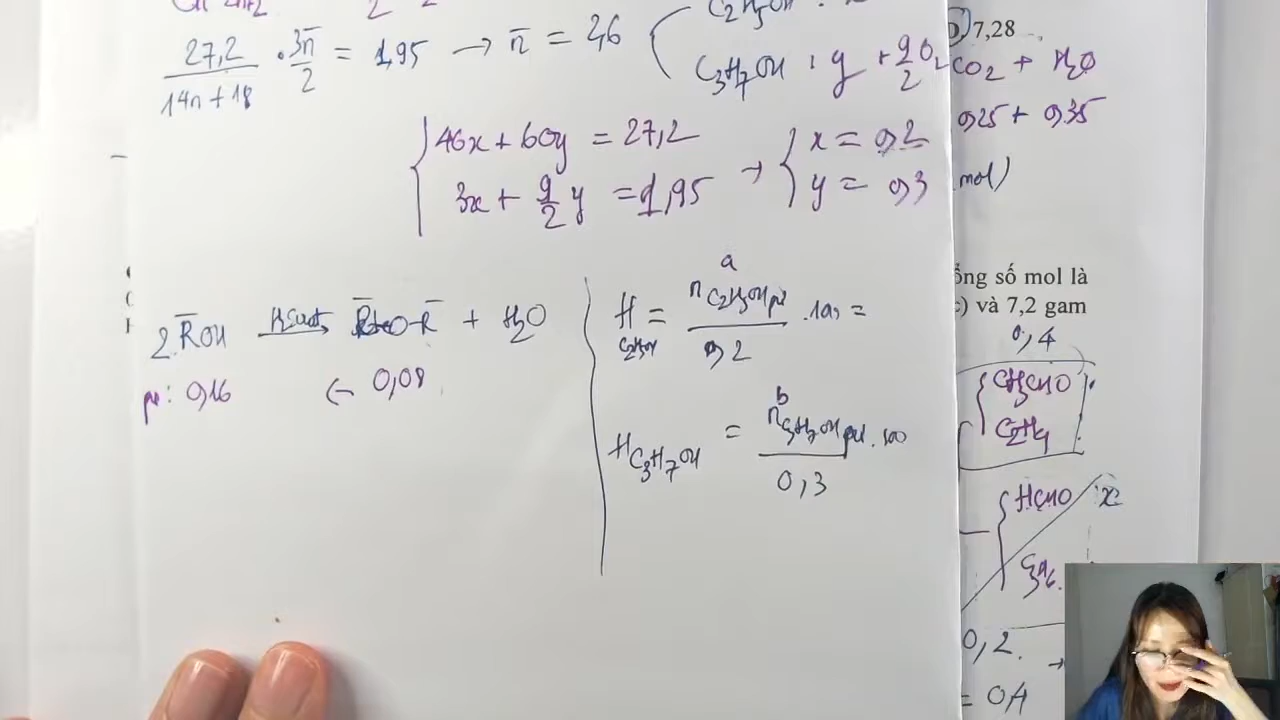 27,2 / 14n+18 . 3n̄/2 = 1,95 → n̄ = 2,6
C2H5OH :
C3H7OH : y + 9/2 O2
CO2 + H2O
D 7,28
0,25 + 0,35
{ 46x + 60y = 27,2
3x + 9/2 y = 1,95 → { x = 0,2
y = 0,3
mol)
2R̄OH → R̄-O-R̄ + H2O
pư: 0,16 ← 0,08
a
H C2H5OH = n C2H5OH pư / 0,2 . 100 =
b
H C3H7OH = n C3H7OH pư . 100 / 0,3
ổng số mol là
c) và 7,2 gam
0,4
{ CH3CHO
C2H4
{ HCHO
0,2.